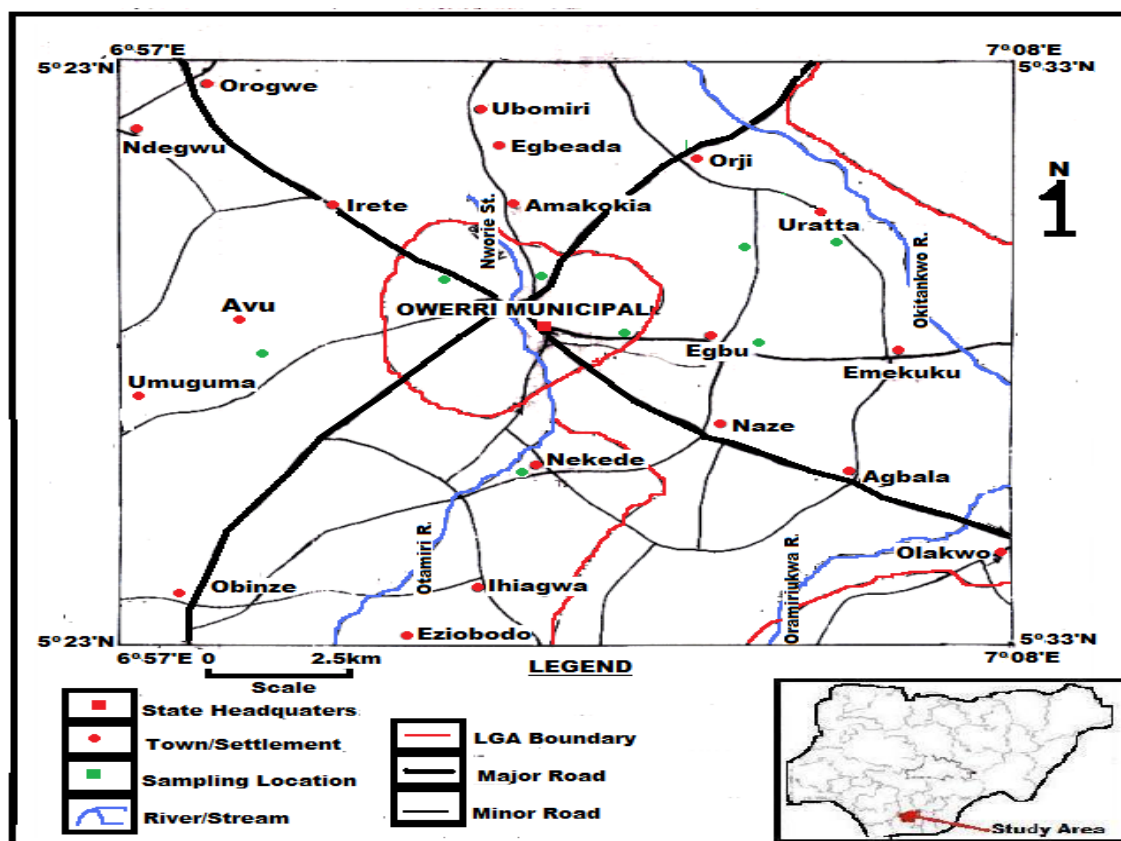 6°57'E
7°08'E
5°23'N
5°33'N
Orogwe
Ubomiri
Ndegwu
Egbeada
Orji
N
1
Irete
Amakokia
Uratta
Nworie St.
Okitankwo R.
Avu
OWERRI MUNICIPAL
Egbu
Emekuku
Umuguma
Naze
Nekede
Agbala
Otamiri R.
Oramiriukwa R.
Olakwo
Obinze
Ihiagwa
Eziobodo
5°23'N
5°33'N
6°57'E
0
2.5km
7°08'E
Scale
LEGEND
State Headquaters
Town/Settlement
Sampling Location
River/Stream
LGA Boundary
Major Road
Minor Road
Study Area